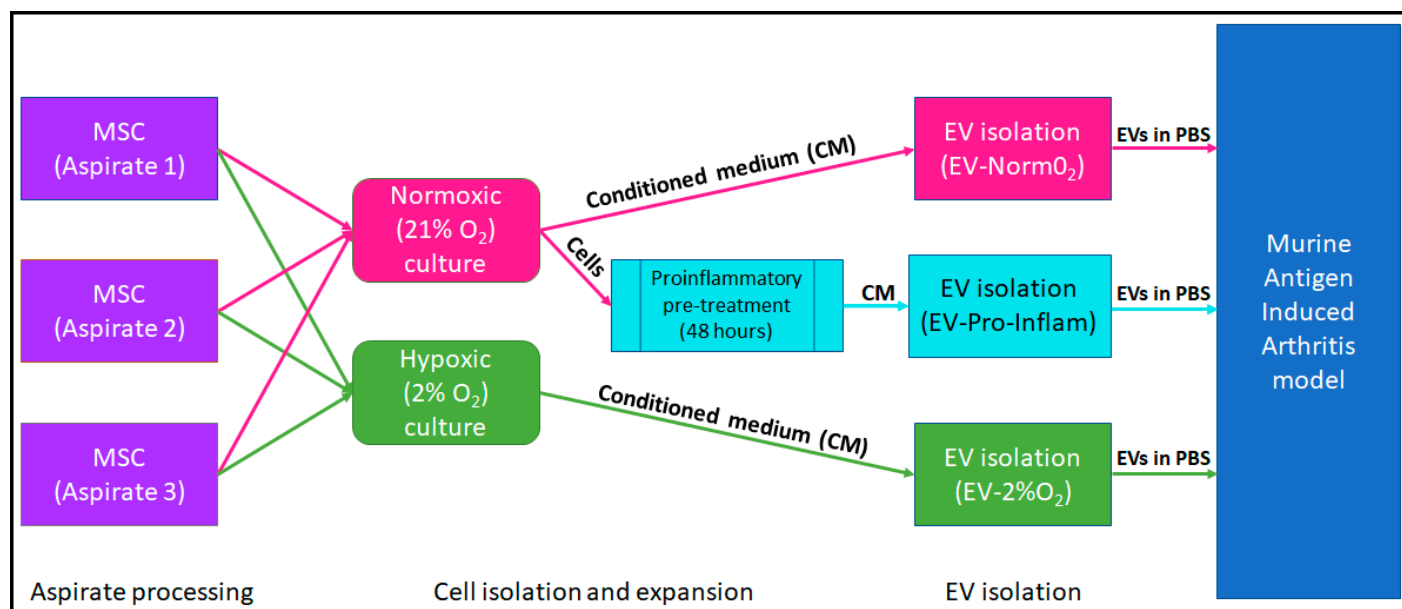 MSC
(Aspirate 1)
MSC
(Aspirate 2)
MSC
(Aspirate 3)
Normoxic
(21% O₂)
culture
Hypoxic
(2% O₂)
culture
Conditioned medium (CM)
Cells
Proinflammatory
pre-treatment
(48 hours)
CM
Conditioned medium (CM)
EV isolation
(EV-Norm0₂)
EV isolation
(EV-Pro-Inflam)
EV isolation
(EV-2%O₂)
EVs in PBS
EVs in PBS
EVs in PBS
Murine
Antigen
Induced
Arthritis
model
Aspirate processing
Cell isolation and expansion
EV isolation